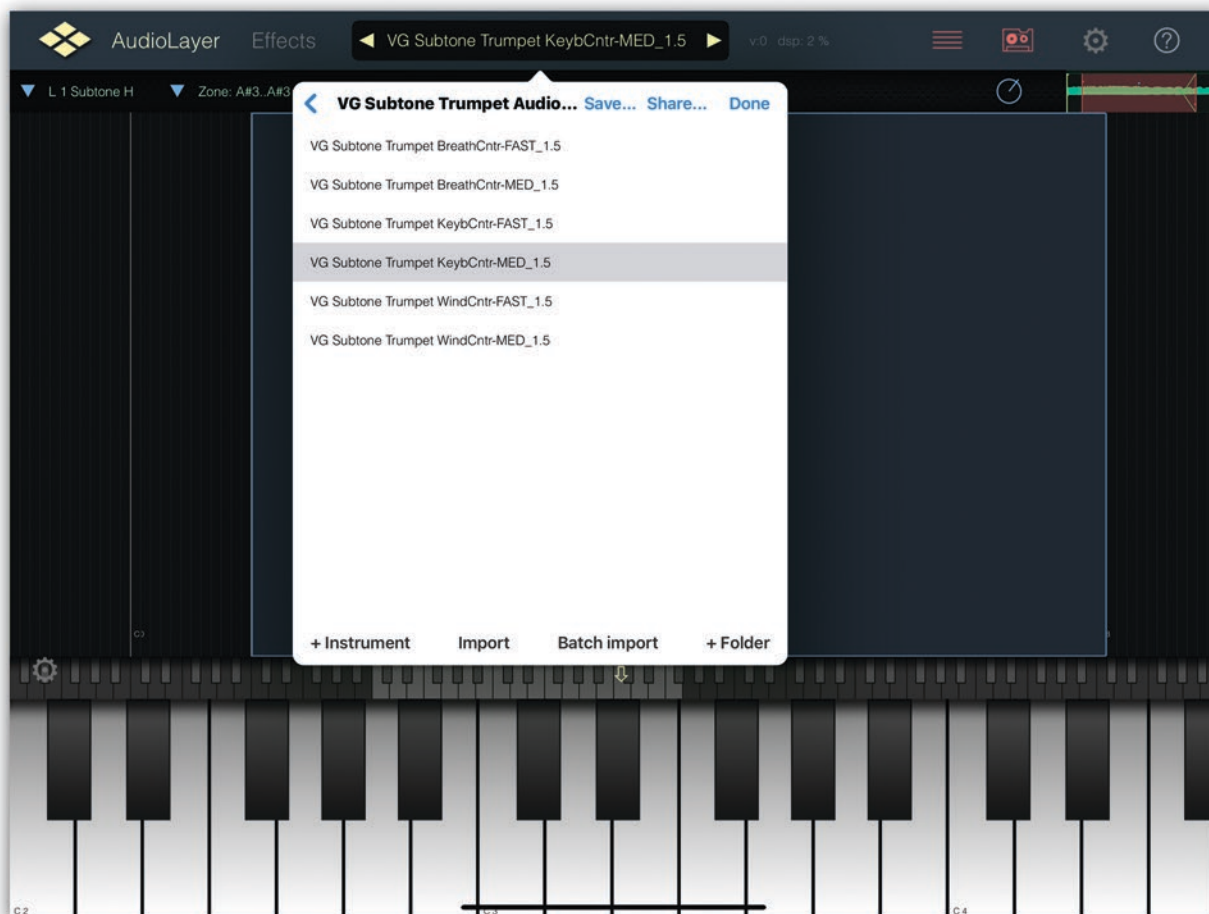 AudioLayer Effects VG Subtone Trumpet KeybCntr-MED_1.5 v:0 dsp: 2 % ?
L 1 Subtone H Zone: A#3..A#3
VG Subtone Trumpet Audio... Save... Share... Done
VG Subtone Trumpet BreathCntr-FAST_1.5
VG Subtone Trumpet BreathCntr-MED_1.5
VG Subtone Trumpet KeybCntr-FAST_1.5
VG Subtone Trumpet KeybCntr-MED_1.5
VG Subtone Trumpet WindCntr-FAST_1.5
VG Subtone Trumpet WindCntr-MED_1.5
+ Instrument Import Batch import + Folder
C2 C3 C4